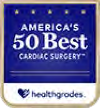 AMERICA'S
50 BEST
CARDIAC SURGERY™
healthgrades.